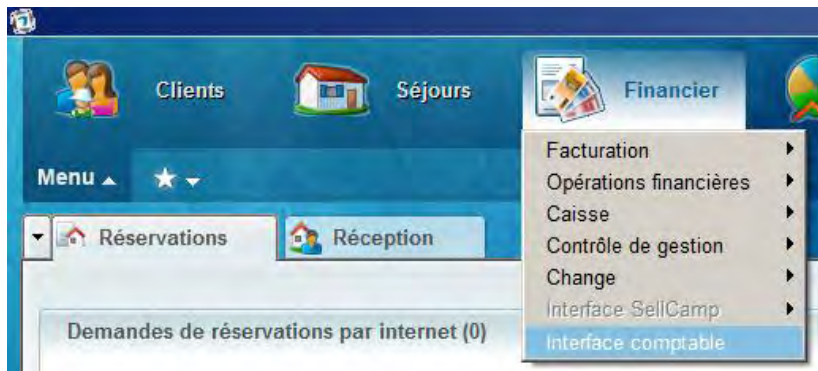 Clients
Séjours
Financier
Menu
Facturation
Opérations financières
Caisse
Contrôle de gestion
Change
Interface SellCamp
Interface comptable
Réservations
Réception
Demandes de réservations par internet (0)